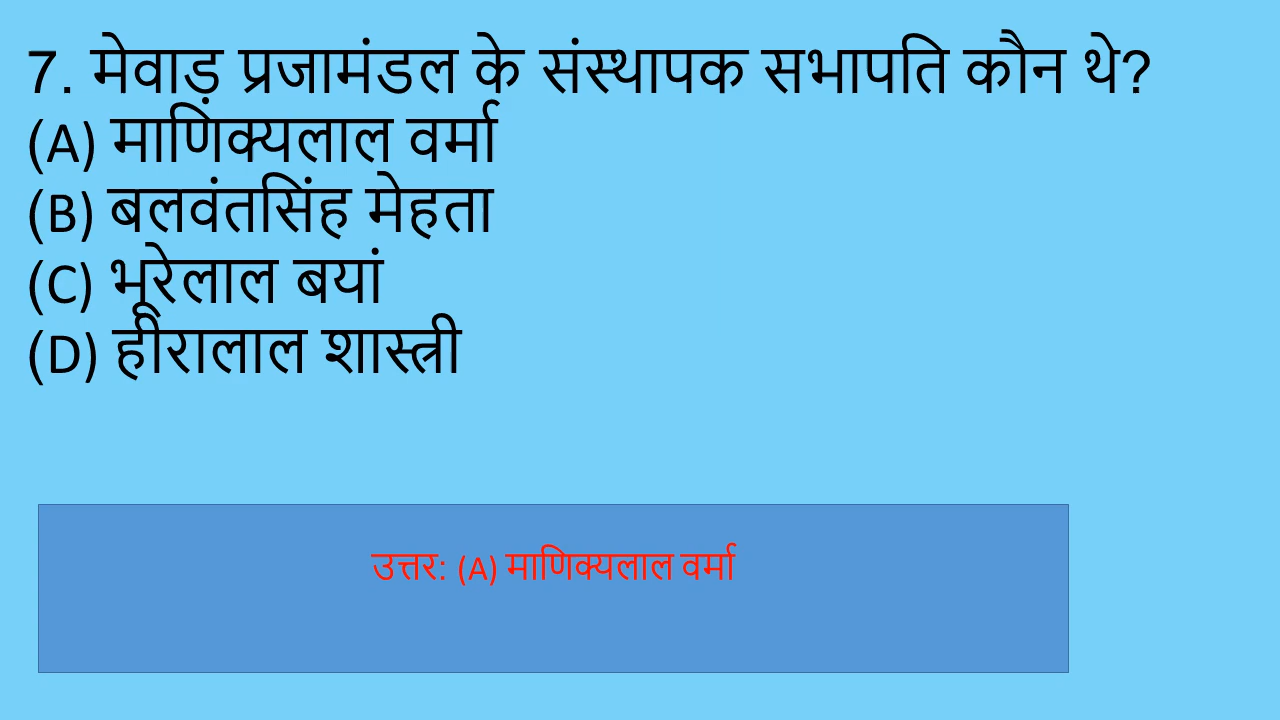 7. मेवाड़ प्रजामंडल के संस्थापक सभापति कौन थे?
(A) माणिक्यलाल वर्मा
(B) बलवंतसिंह मेहता
(C) भूरेलाल बयां
(D) हीरालाल शास्त्री
उत्तर: (A) माणिक्यलाल वर्मा